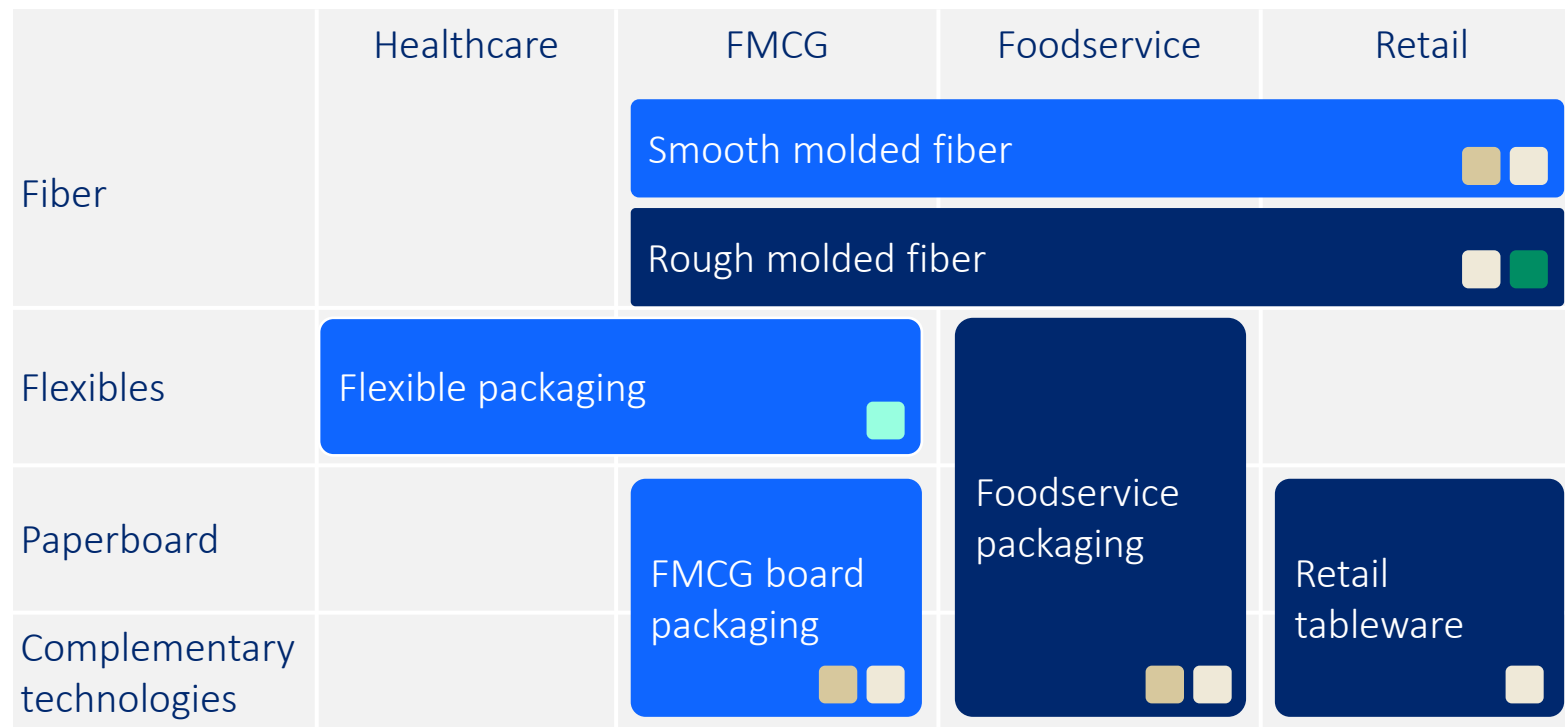 Healthcare
FMCG
Foodservice
Retail
Fiber
Smooth molded fiber
Rough molded fiber
Flexibles
Flexible packaging
Foodservice
packaging
Paperboard
FMCG board
packaging
Retail
tableware
Complementary
technologies